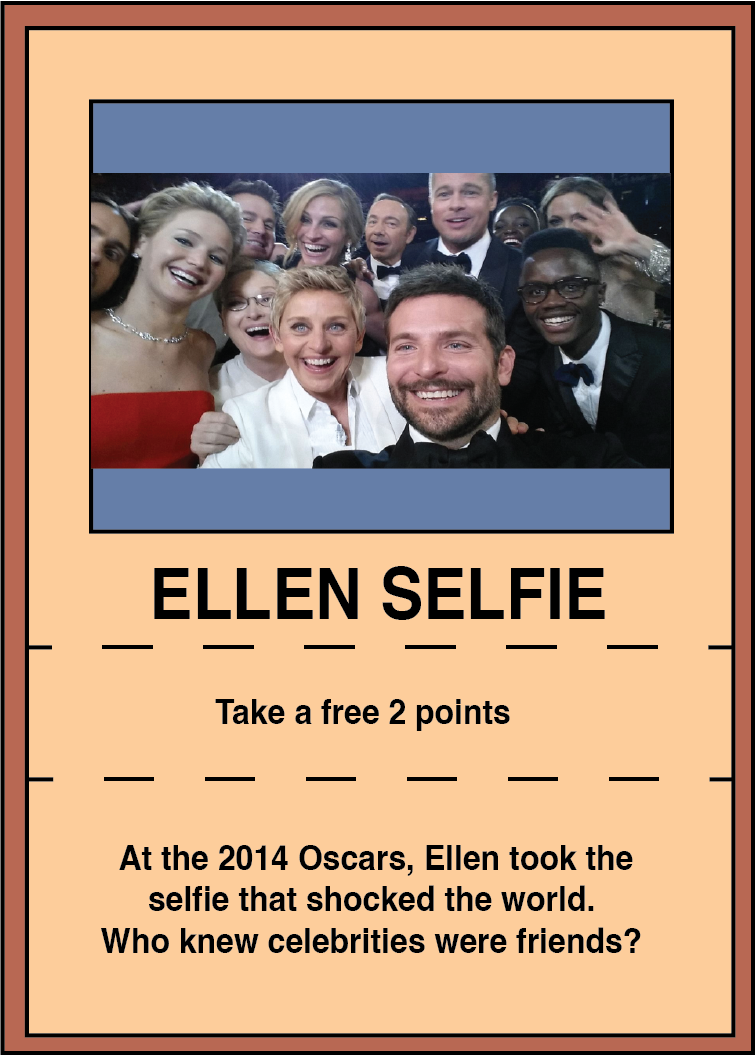 ELLEN SELFIE
Take a free 2 points
At the 2014 Oscars, Ellen took the
selfie that shocked the world.
Who knew celebrities were friends?